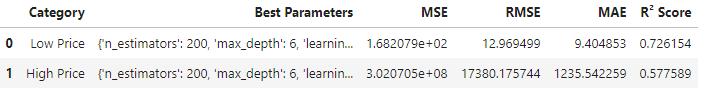 Category Best Parameters MSE RMSE MAE R² Score
0 Low Price {'n_estimators': 200, 'max_depth': 6, 'learnin... 1.682079e+02 12.969499 9.404853 0.726154
1 High Price {'n_estimators': 200, 'max_depth': 6, 'learnin... 3.020705e+08 17380.175744 1235.542259 0.577589